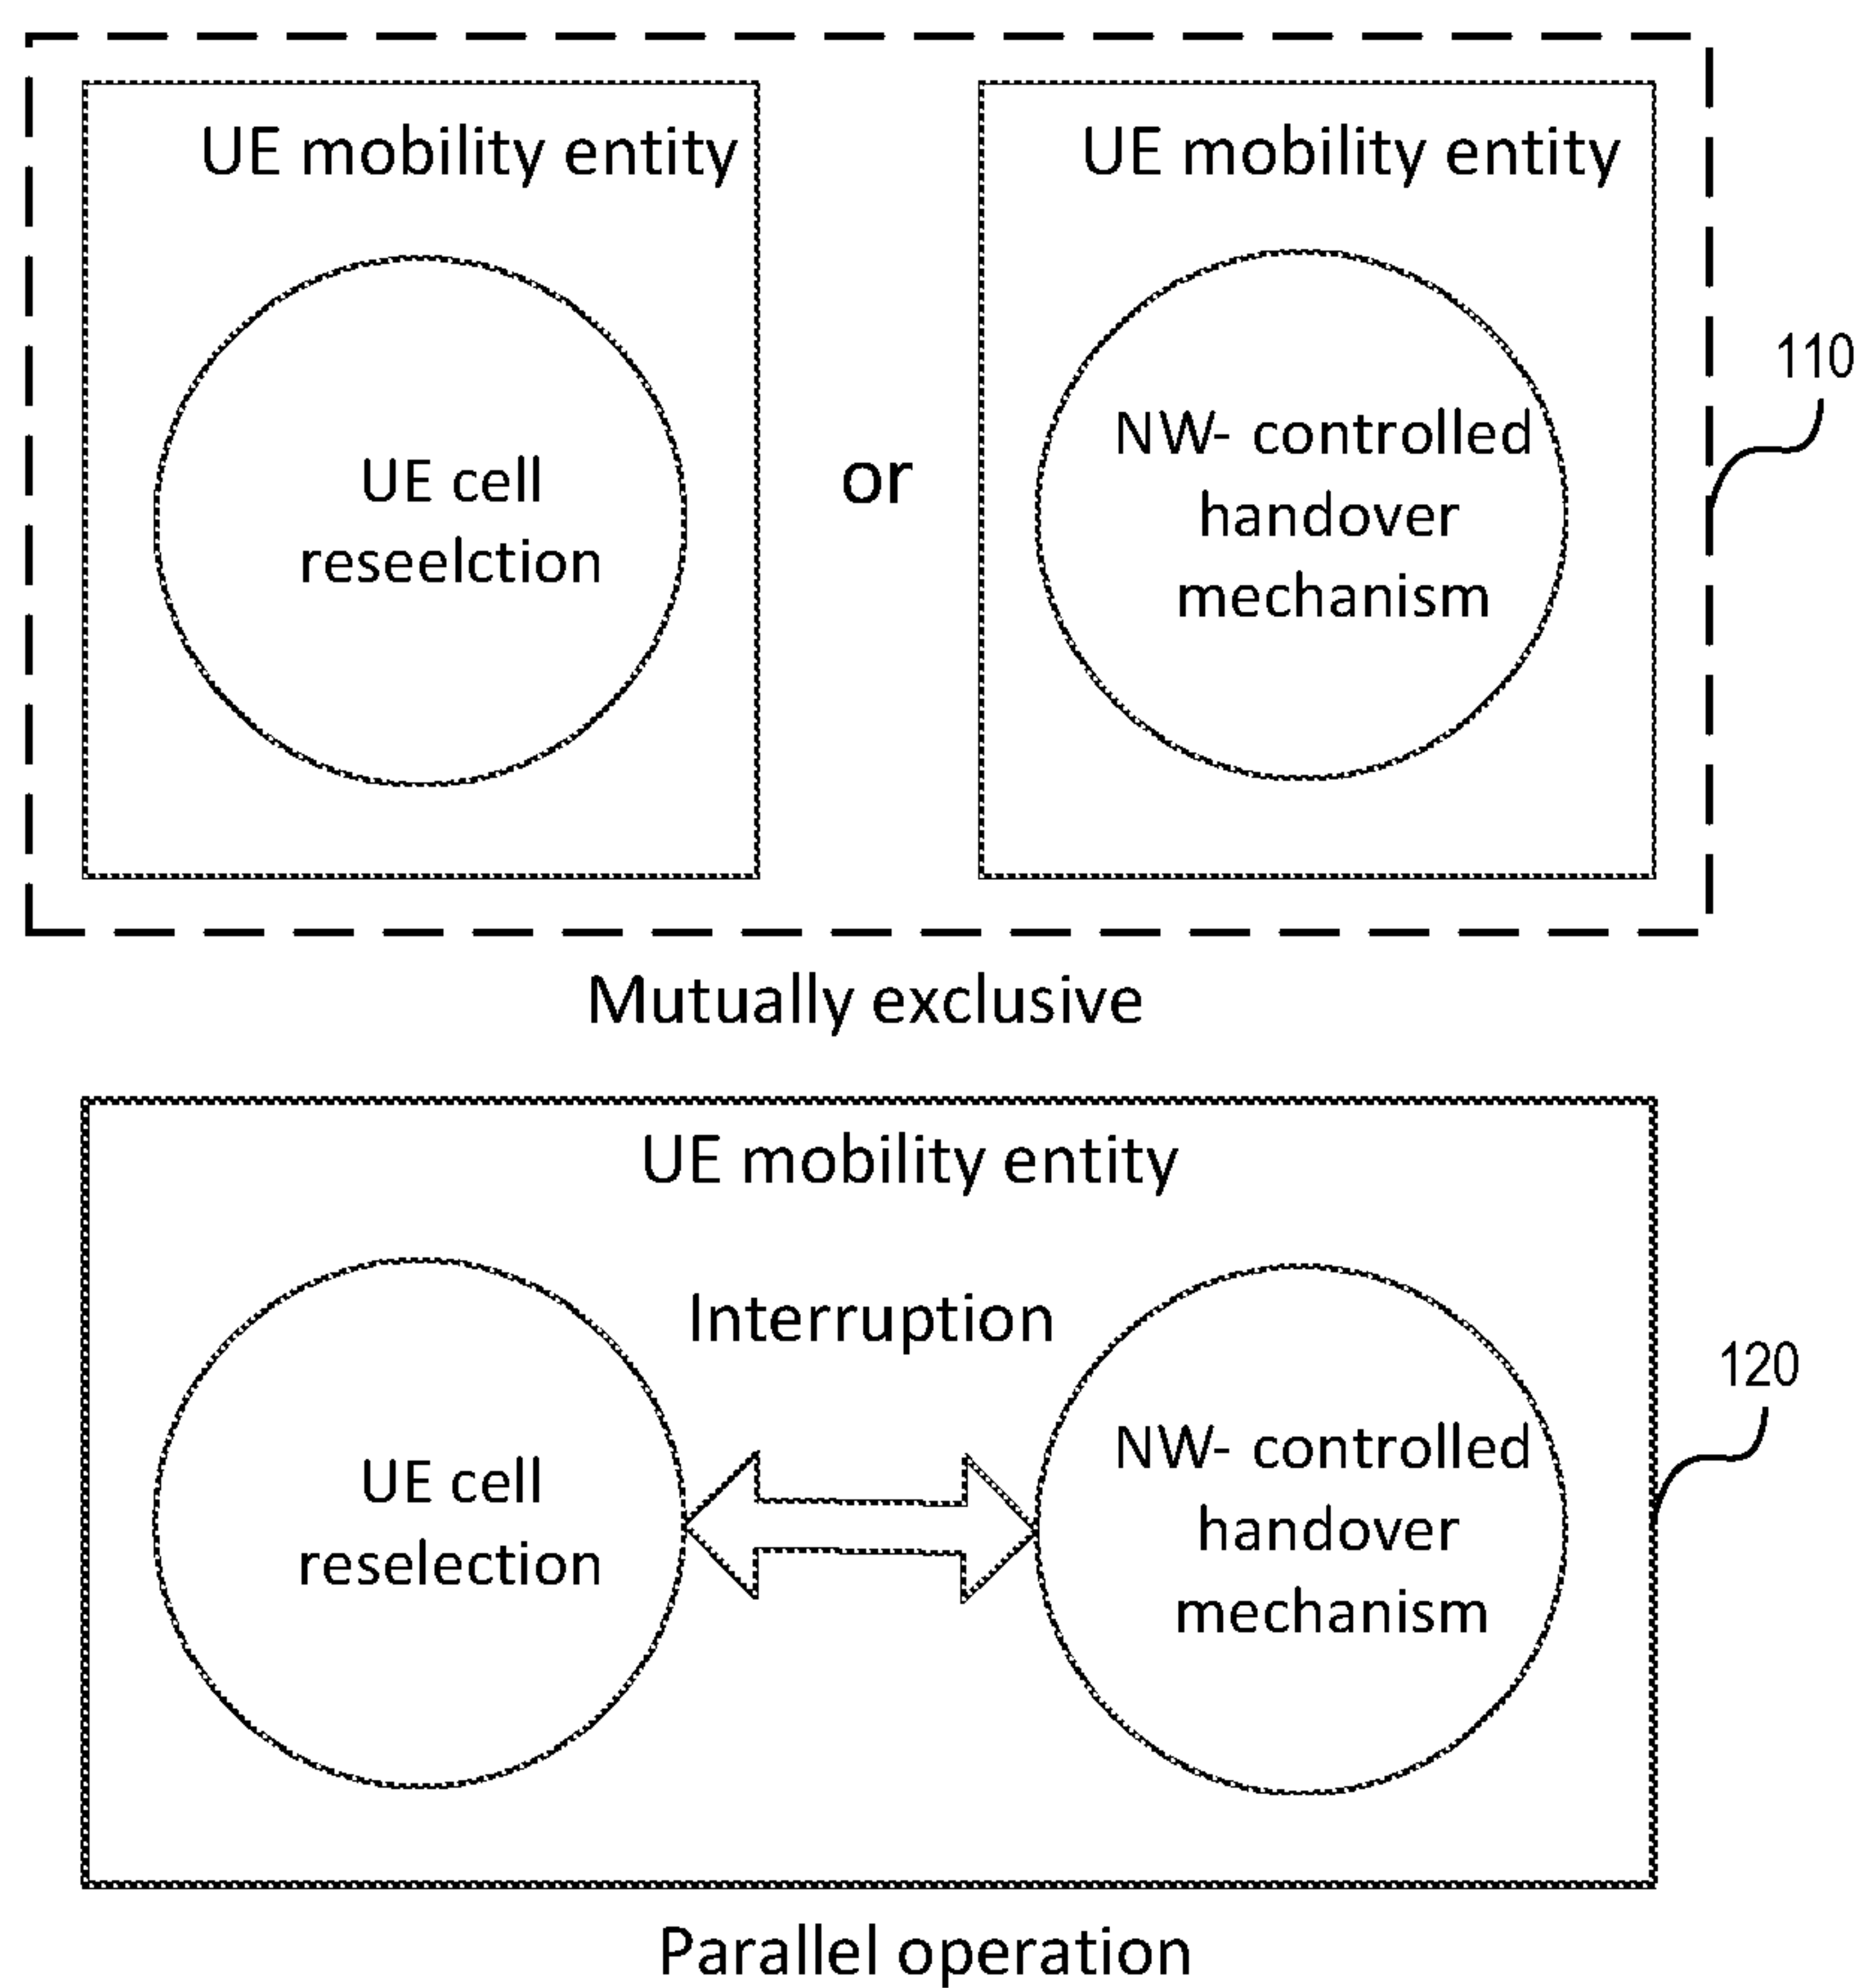 UE mobility entity
UE cell
reseelction
or
UE mobility entity
NW- controlled
handover
mechanism
110
Mutually exclusive
UE mobility entity
UE cell
reselection
Interruption
NW- controlled
handover
mechanism
120
Parallel operation